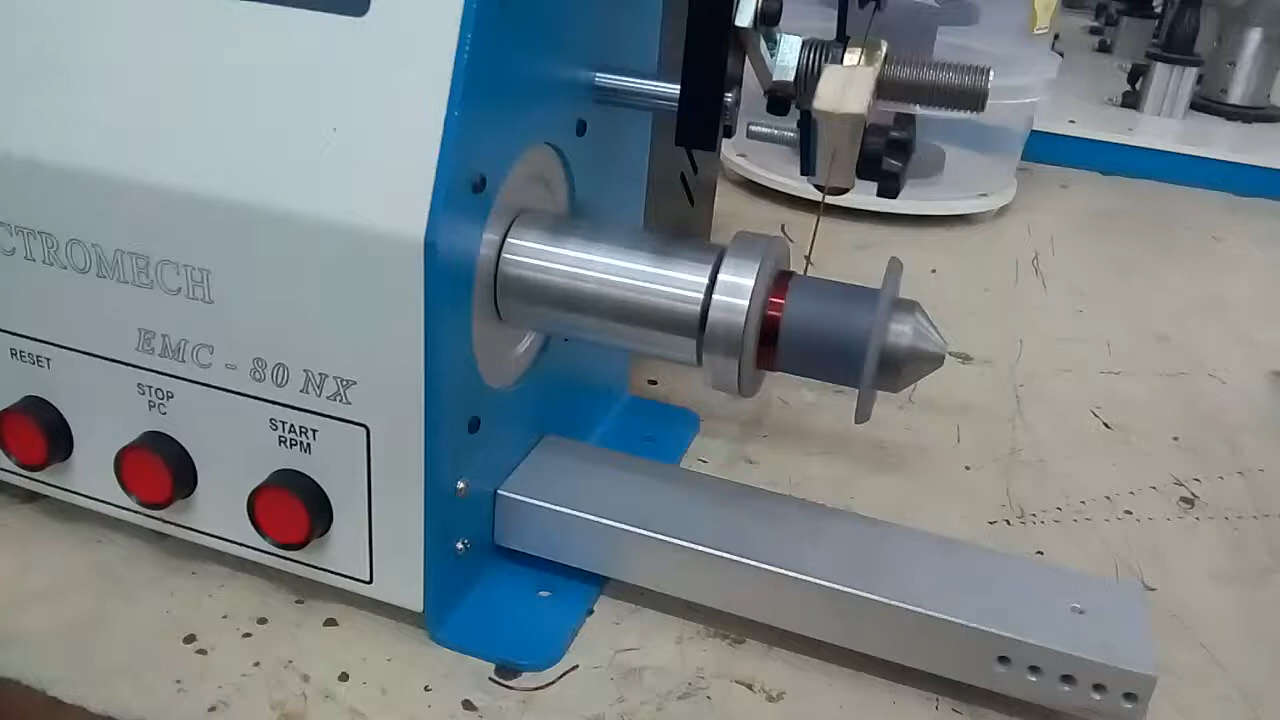 CTROMECH
EMC - 80 NX
RESET
STOP
PC
START
RPM